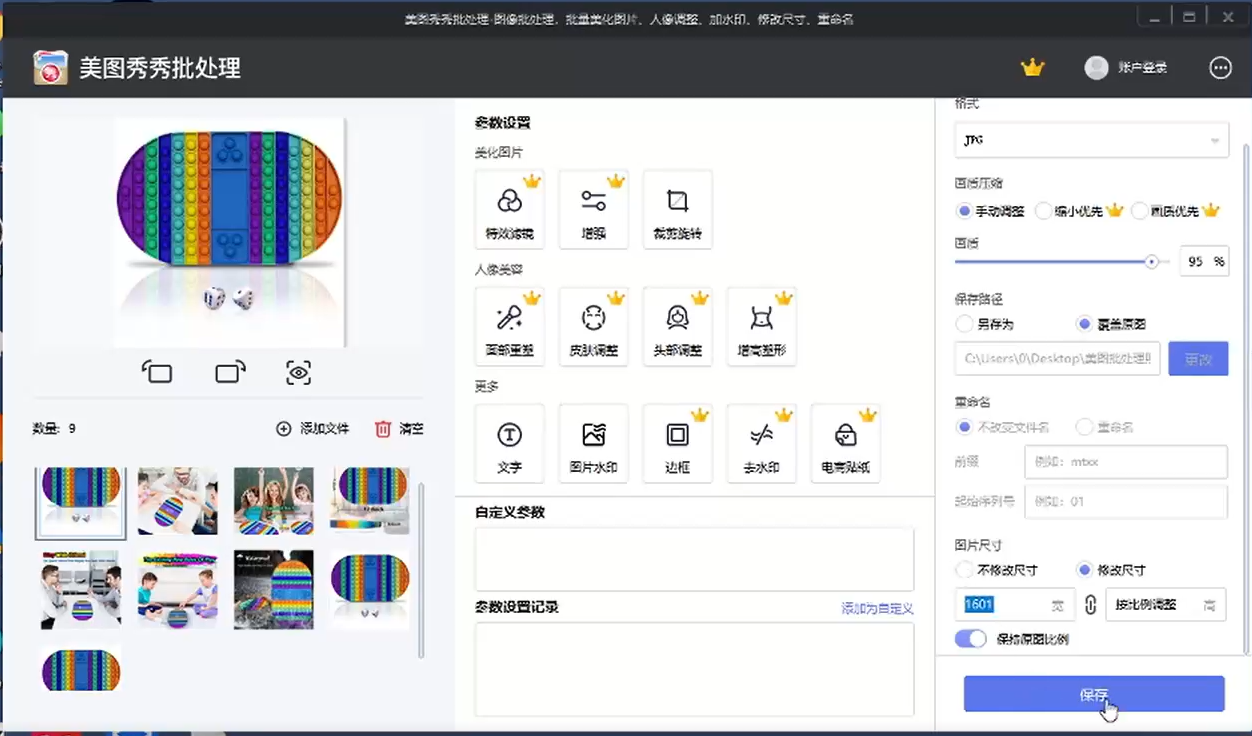 美图秀秀批处理-图像批处理、批量美化图片、人像调整、加水印、修改尺寸、重命名
美图秀秀批处理
账户登录
参数设置
美化图片
特效滤镜
增强
裁剪旋转
人像美容
面部重塑
皮肤调整
头部调整
增高塑形
更多
文字
图片水印
边框
去水印
电商贴纸
数量: 9
添加文件
清空
自定义参数
参数设置记录
添加为自定义
格式
JPG
画质压缩
手动调整
缩小优先
画质优先
画质
95 %
保存路径
另存为
覆盖原图
C:\Users\0\Desktop\美图批处理
更改
重命名
不改变文件名
重命名
前缀
例如: mtxx
起始序列号
例如: 01
图片尺寸
不修改尺寸
修改尺寸
1601
宽
按比例调整
高
保持原图比例
保存